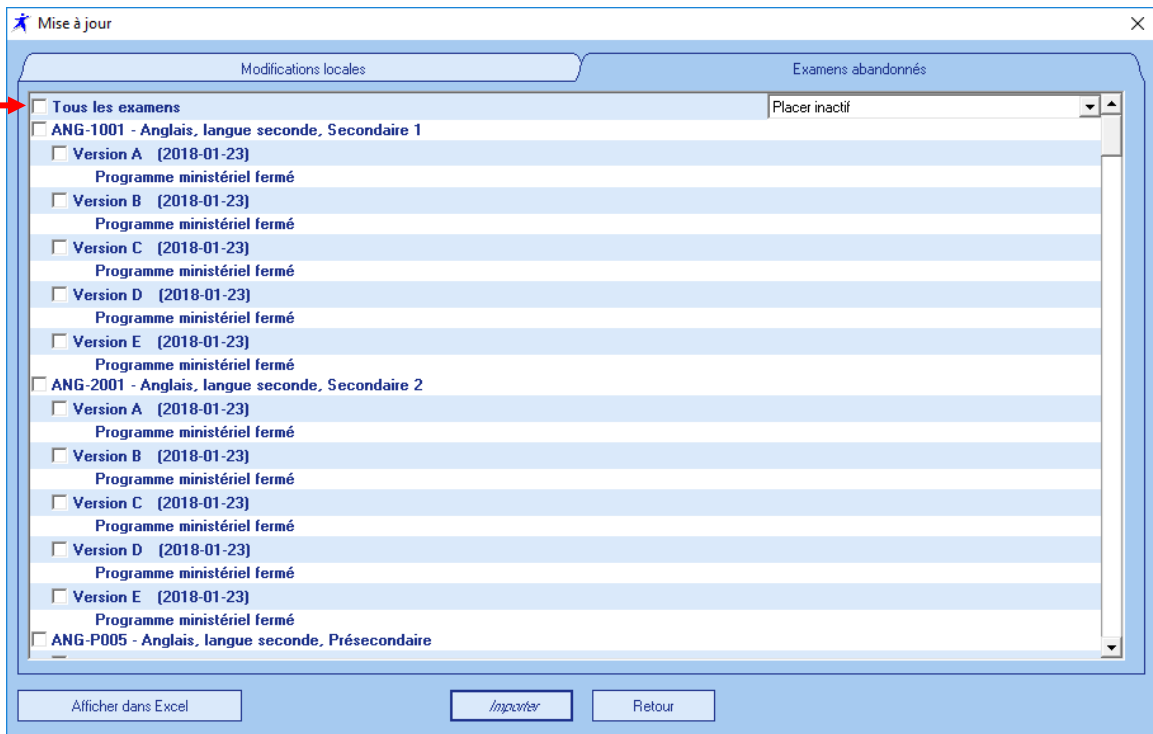 Mise à jour
Modifications locales
Examens abandonnés
Tous les examens
Placer inactif
ANG-1001 - Anglais, langue seconde, Secondaire 1
Version A (2018-01-23)
Programme ministériel fermé
Version B (2018-01-23)
Programme ministériel fermé
Version C (2018-01-23)
Programme ministériel fermé
Version D (2018-01-23)
Programme ministériel fermé
Version E (2018-01-23)
Programme ministériel fermé
ANG-2001 - Anglais, langue seconde, Secondaire 2
Version A (2018-01-23)
Programme ministériel fermé
Version B (2018-01-23)
Programme ministériel fermé
Version C (2018-01-23)
Programme ministériel fermé
Version D (2018-01-23)
Programme ministériel fermé
Version E (2018-01-23)
Programme ministériel fermé
ANG-P005 - Anglais, langue seconde, Présecondaire
Afficher dans Excel
Importer
Retour